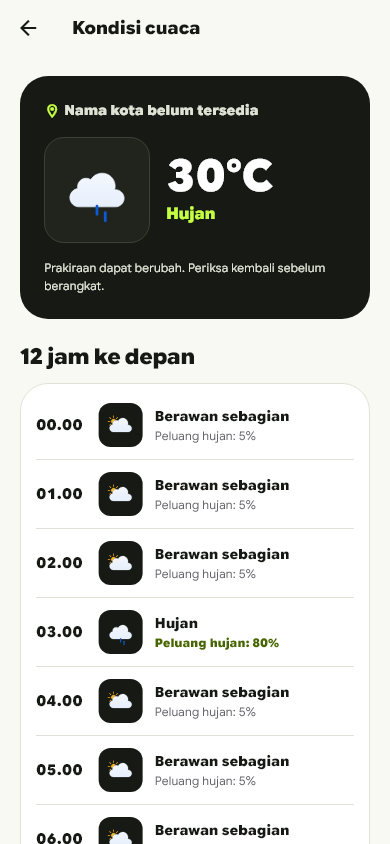 Kondisi cuaca
Nama kota belum tersedia
30°C
Hujan
Prakiraan dapat berubah. Periksa kembali sebelum
berangkat.
12 jam ke depan
00.00
Berawan sebagian
Peluang hujan: 5%
01.00
Berawan sebagian
Peluang hujan: 5%
02.00
Berawan sebagian
Peluang hujan: 5%
03.00
Hujan
Peluang hujan: 80%
04.00
Berawan sebagian
Peluang hujan: 5%
05.00
Berawan sebagian
Peluang hujan: 5%
06.00
Berawan sebagian